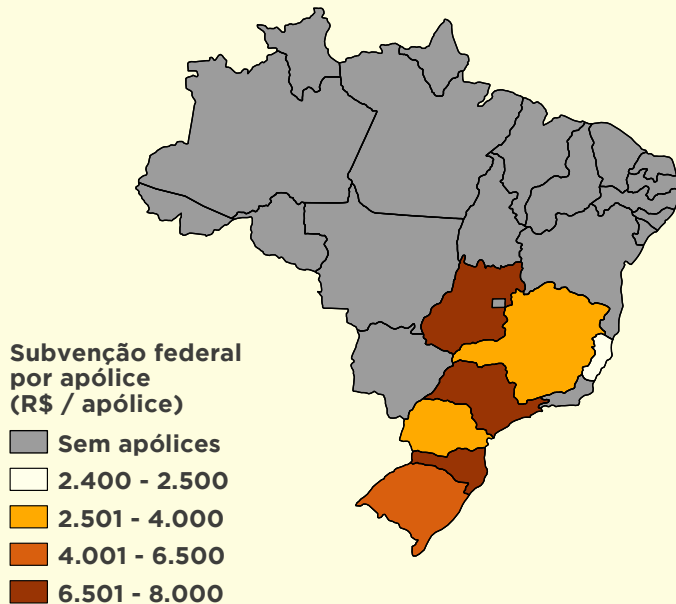 Subvenção federal
por apólice
(R$ / apólice)
Sem apólices
2.400 - 2.500
2.501 - 4.000
4.001 - 6.500
6.501 - 8.000